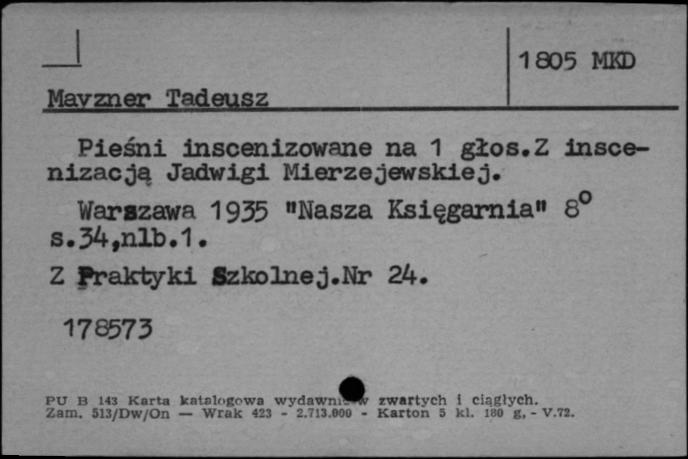 1805 MKD
Mayzner Tadeusz
Pieśni inscenizowane na 1 głos.Z insce-
nizacją Jadwigi Mierzejewskiej.
Warszawa 1935 "Nasza Księgarnia" 8°
s.34,nlb.1.
Z Praktyki Szkolnej.Nr 24.
178573
PU B 143 Karta katalogowa zwartych i ciągłych.
Zam. 513/Dw/On — Wrak 423 - 2.713.000 - Karton 5 kl. 180 g, - V.72.